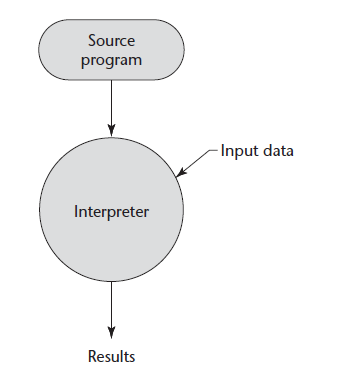 Source
program
Input data
Interpreter
Results